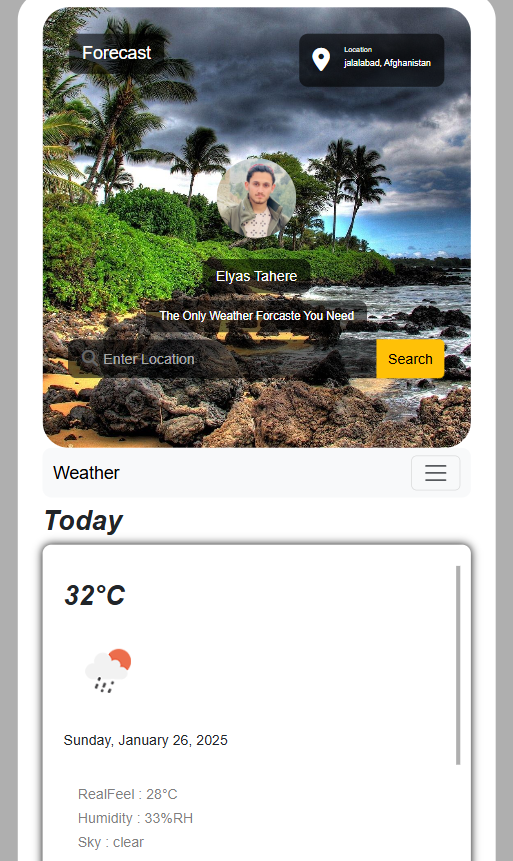 Forecast
Location
jalalabad, Afghanistan
Elyas Tahere
The Only Weather Forcaste You Need
Enter Location
Search
Weather
Today
32°C
Sunday, January 26, 2025
RealFeel : 28°C
Humidity : 33%RH
Sky : clear